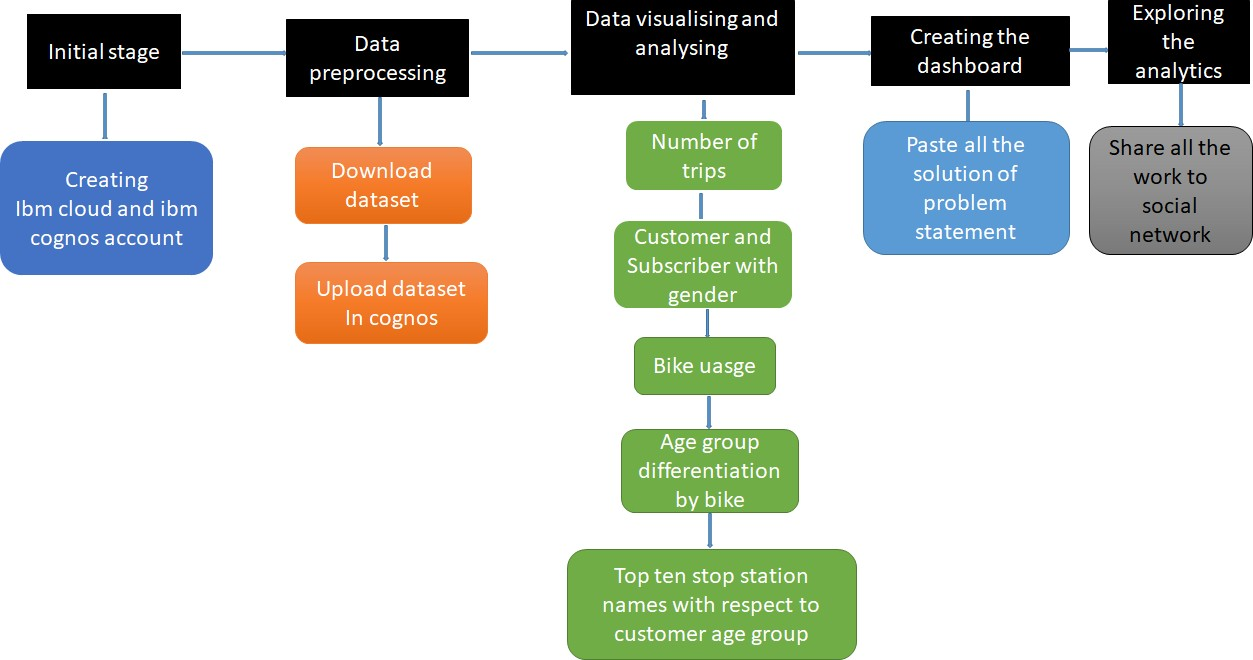 Initial stage
Creating
Ibm cloud and ibm
cognos account
Data
preprocessing
Download
dataset
Upload dataset
In cognos
Data visualising and
analysing
Number of
trips
Customer and
Subscriber with
gender
Bike uasge
Age group
differentiation
by bike
Top ten stop station
names with respect to
customer age group
Creating the
dashboard
Paste all the
solution of
problem
statement
Exploring
the
analytics
Share all the
work to
social
network